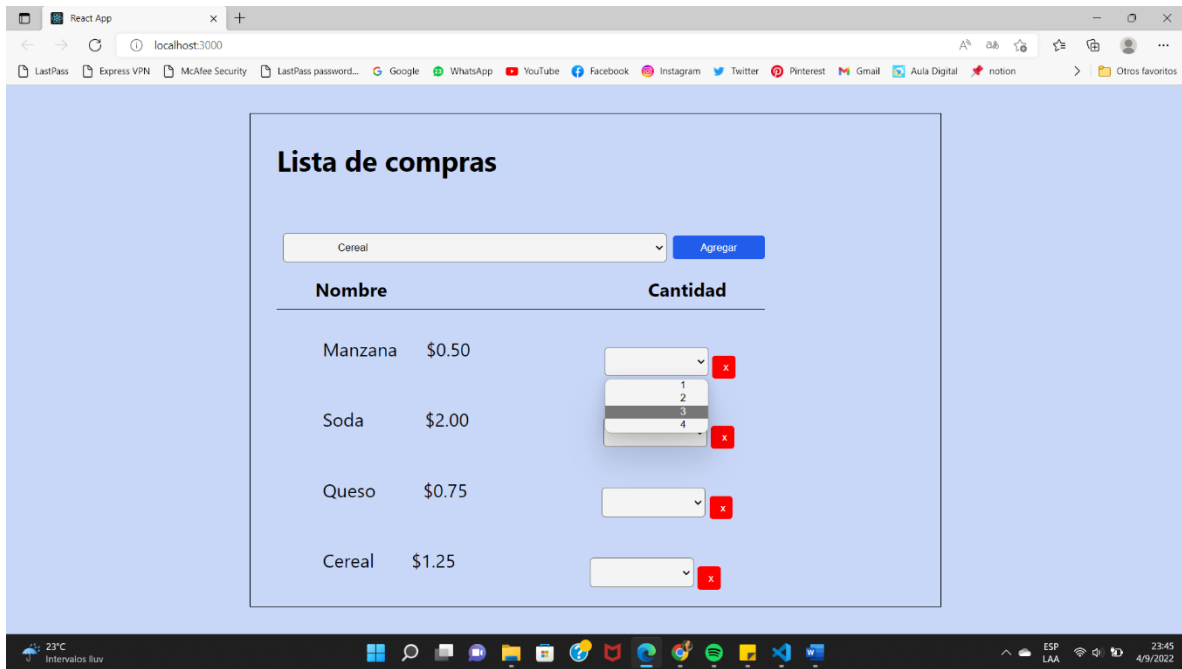 React App
localhost:3000
LastPass Express VPN McAfee Security LastPass password... Google WhatsApp YouTube Facebook Instagram Twitter Pinterest Gmail Aula Digital notion Otros favoritos
Lista de compras
Cereal Agregar
Nombre Cantidad
Manzana $0.50 x
1
2
3
4
Soda $2.00 x
Queso $0.75 x
Cereal $1.25 x
23°C ESP 23:45
Intervalos lluv LAA 4/9/2022